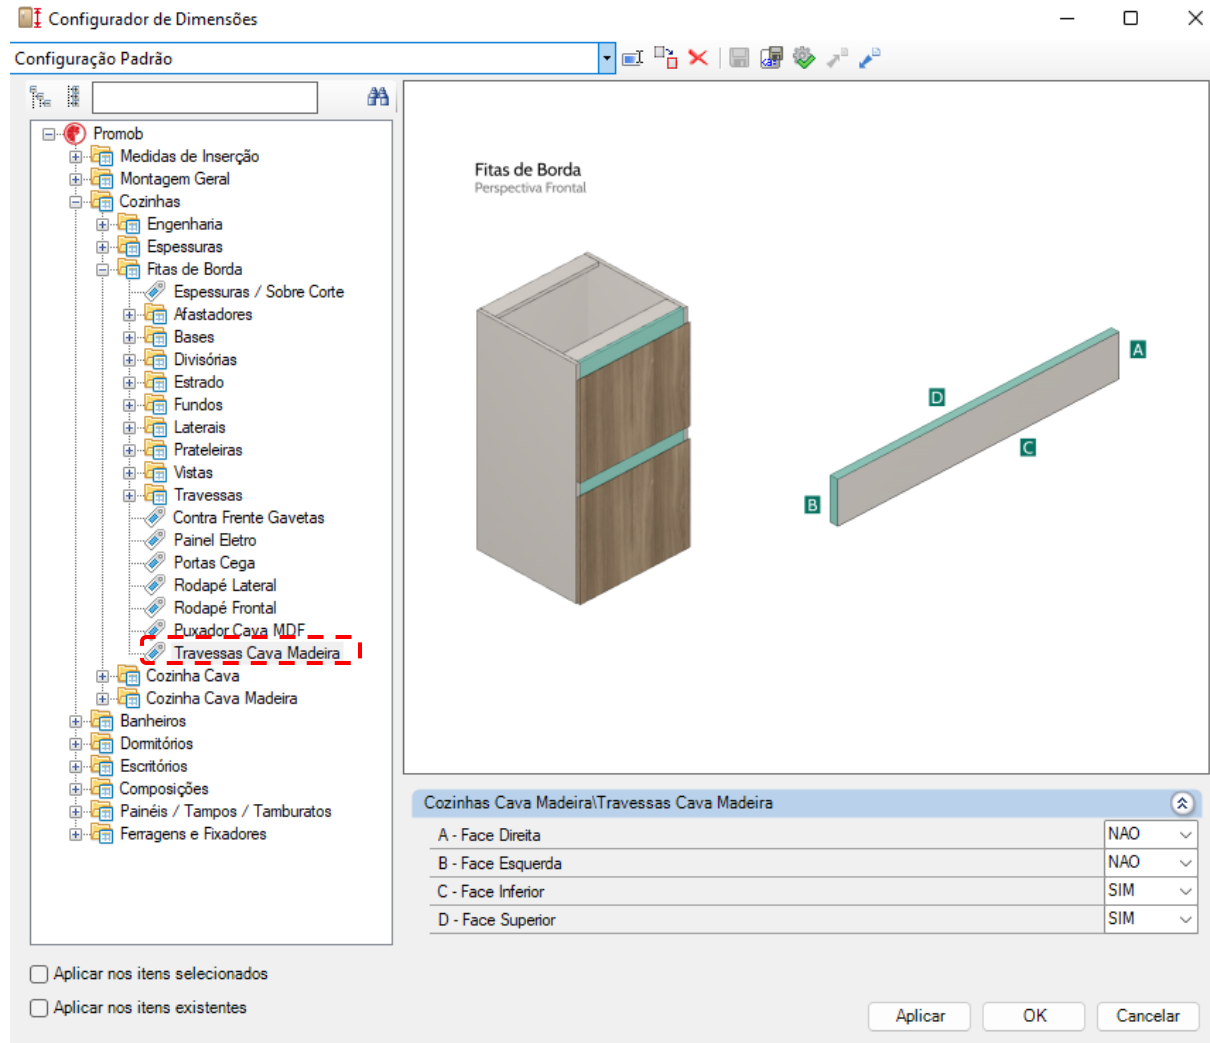 Configurador de Dimensões
Configuração Padrão
Promob
Medidas de Inserção
Montagem Geral
Cozinhas
Engenharia
Espessuras
Fitas de Borda
Espessuras / Sobre Corte
Afastadores
Bases
Divisórias
Estrado
Fundos
Laterais
Prateleiras
Vistas
Travessas
Contra Frente Gavetas
Painel Eletro
Portas Cega
Rodapé Lateral
Rodapé Frontal
Puxador Cava MDF
Travessas Cava Madeira
Cozinha Cava
Cozinha Cava Madeira
Banheiros
Dormitórios
Escritórios
Composições
Painéis / Tampos / Tamburatos
Ferragens e Fixadores
Fitas de Borda
Perspectiva Frontal
A
D
C
B
Cozinhas Cava Madeira\Travessas Cava Madeira
A - Face Direita NAO
B - Face Esquerda NAO
C - Face Inferior SIM
D - Face Superior SIM
Aplicar nos itens selecionados
Aplicar nos itens existentes
Aplicar OK Cancelar